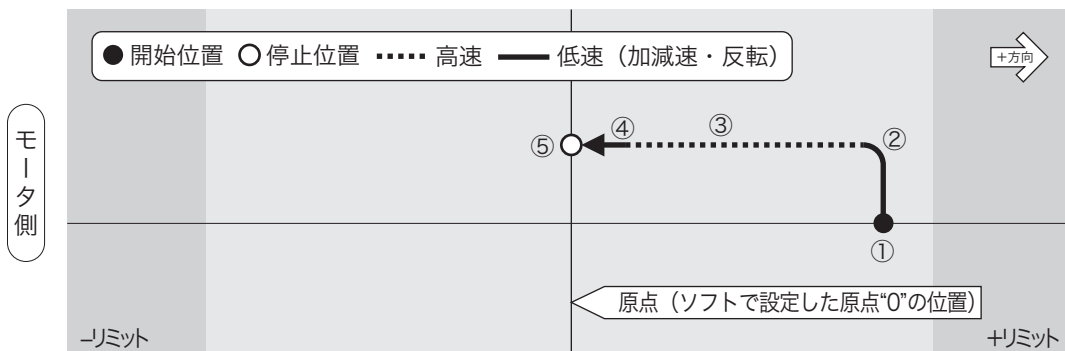 ●開始位置 ○停止位置 ･････ 高速 ━━ 低速（加減速・反転）
＋方向
モータ側
⑤ ④ ③ ②
①
原点（ソフトで設定した原点“0”の位置）
−リミット
＋リミット